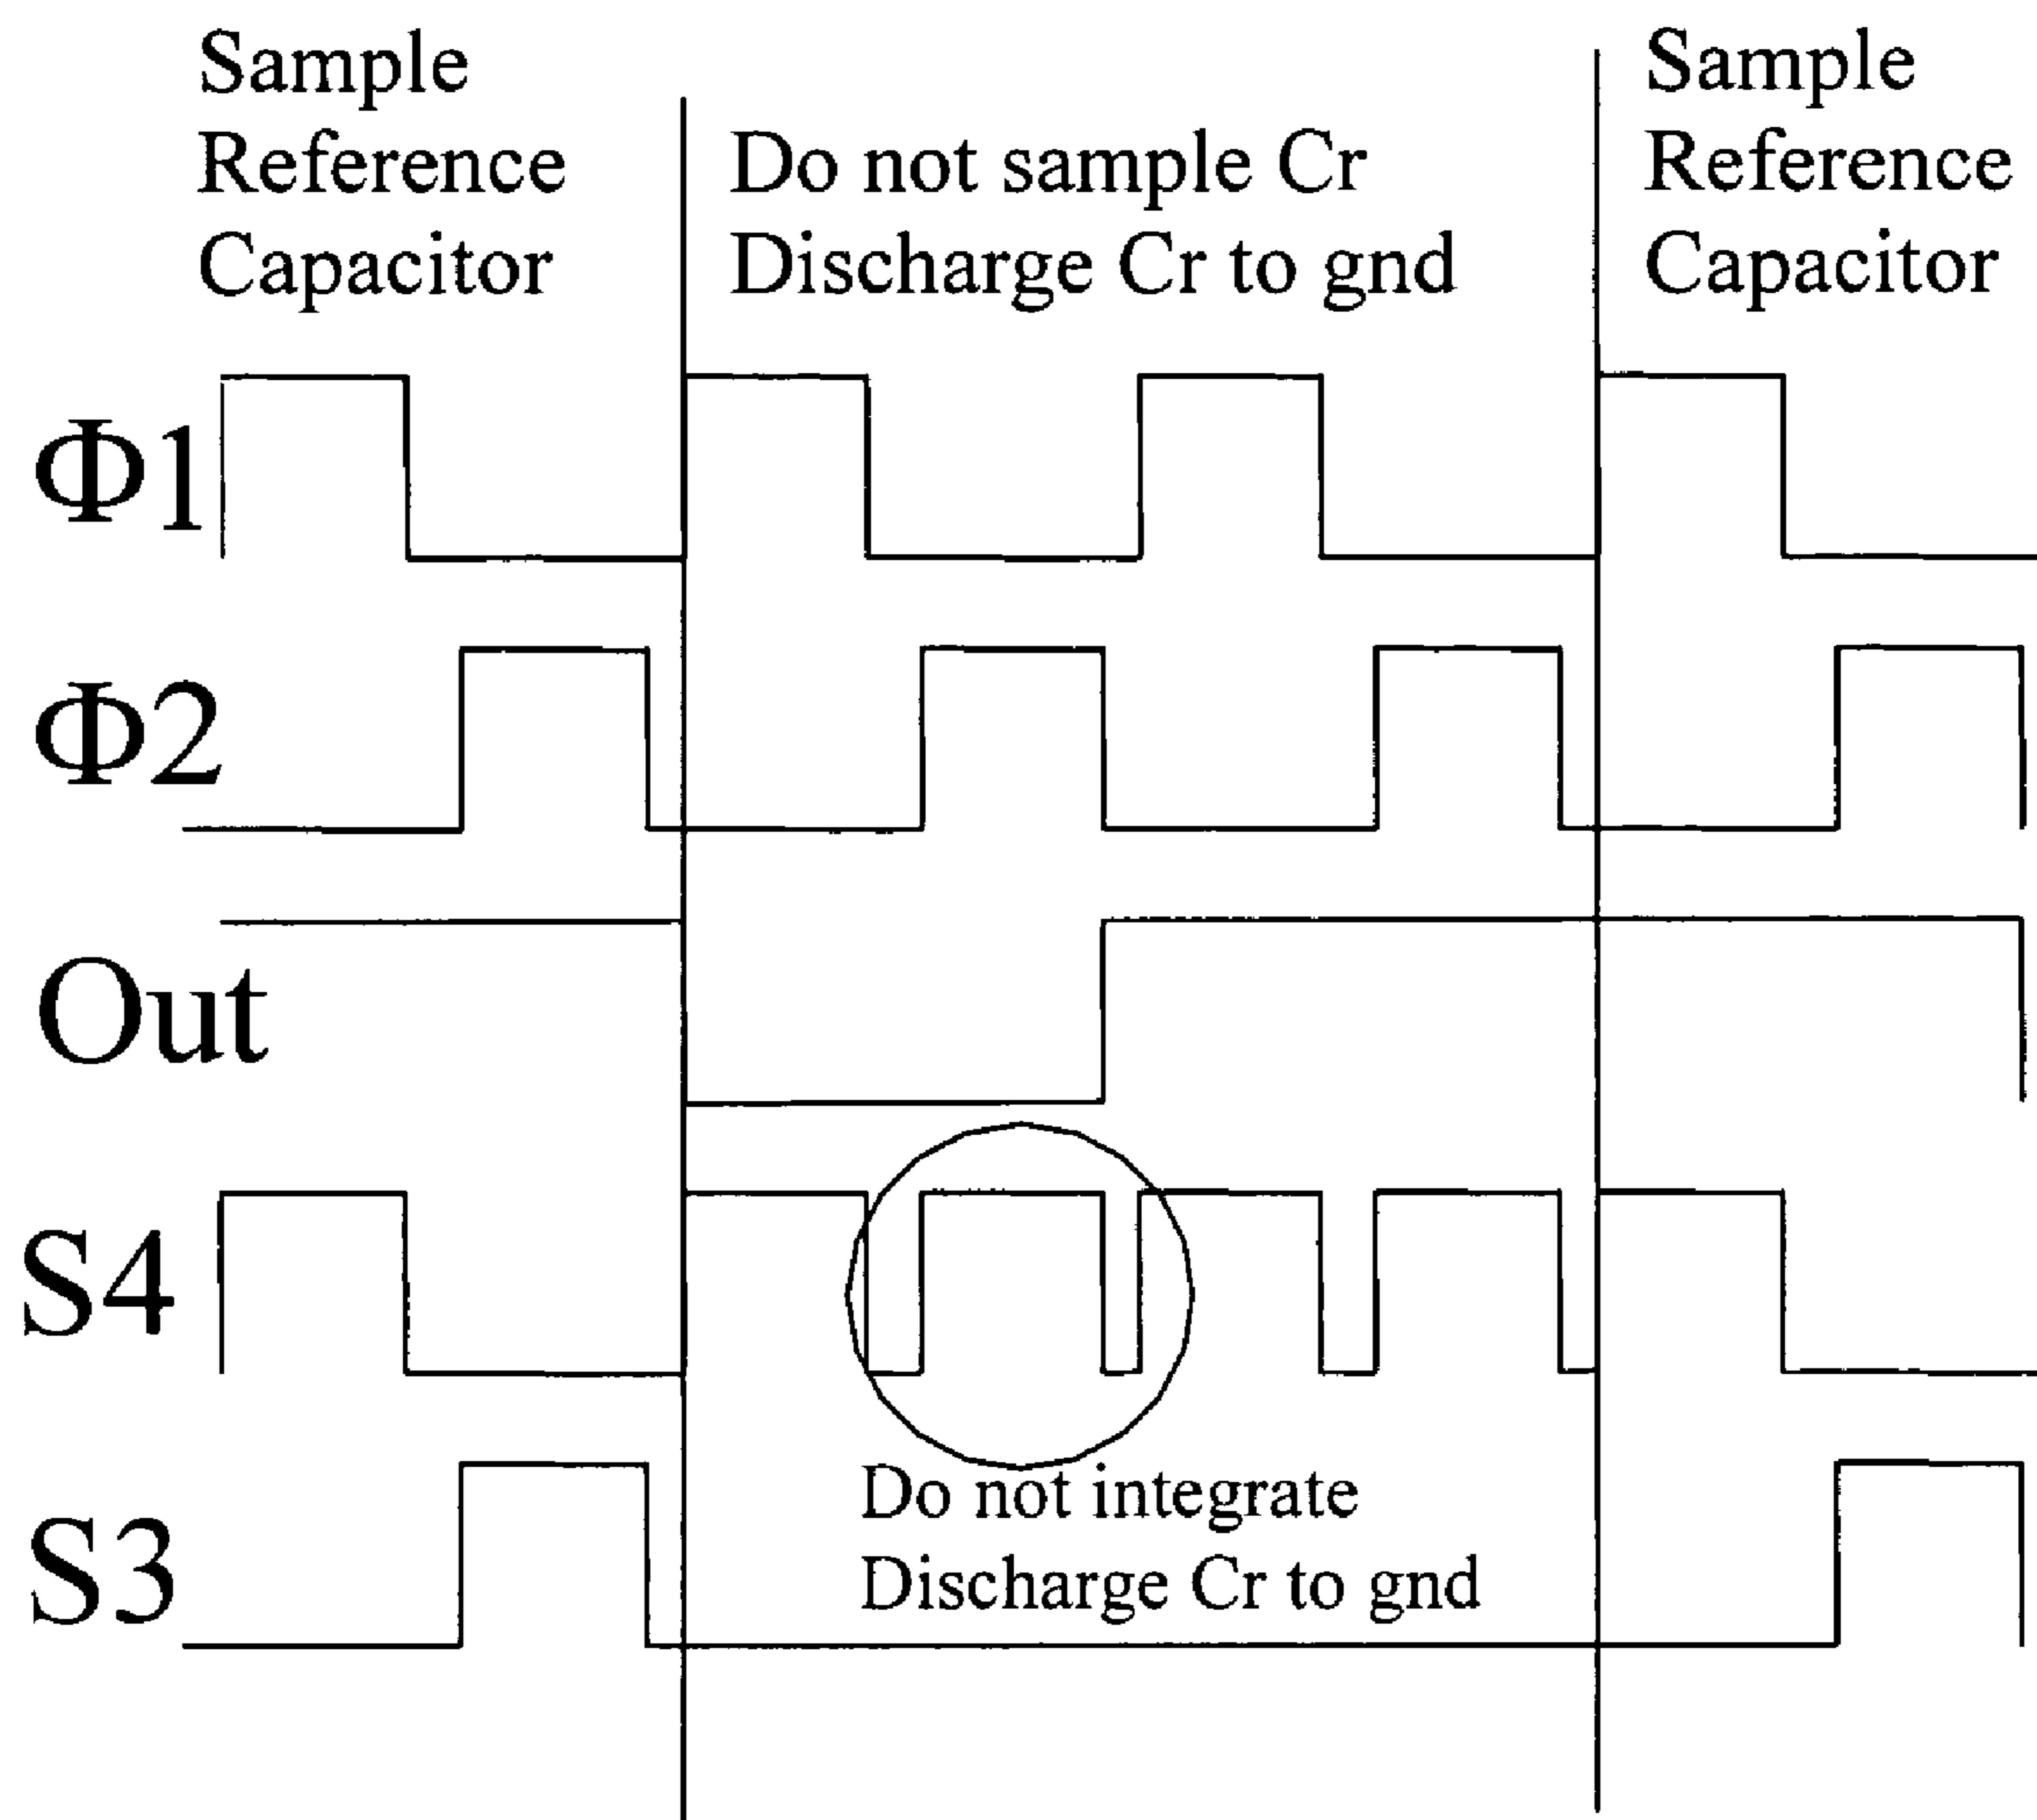 Sample
Reference
Capacitor
Do not sample Cr
Discharge Cr to gnd
Sample
Reference
Capacitor
Φ1
Φ2
Out
S4
S3
Do not integrate
Discharge Cr to gnd